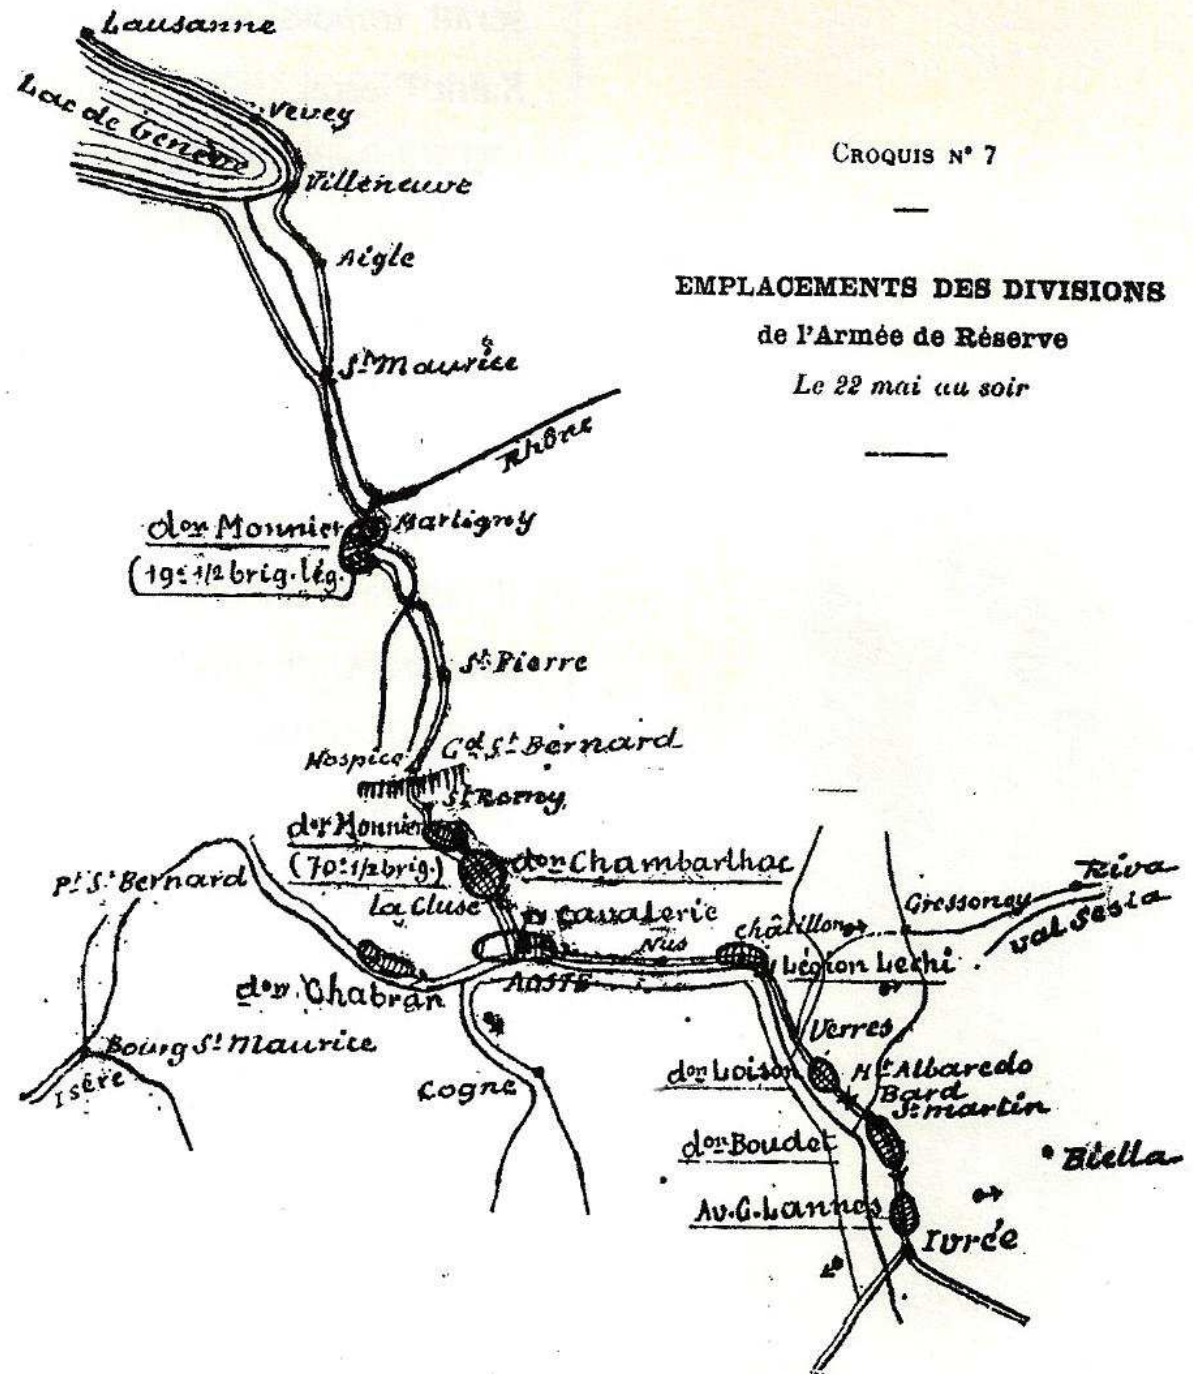 Lausanne
Vevey
Lac de Genève
Villeneuve
CROQUIS N° 7
Aigle
EMPLACEMENTS DES DIVISIONS
de l'Armée de Réserve
Le 22 mai au soir
St Maurice
Rhône
Martigny
don Monnier
(19e 1/2 brig. lég.)
St Pierre
Hospice
Gd St Bernard
St Remy
don Monnier
(70e 1/2 brig.)
don Chambarlhac
Pt St Bernard
La Cluse
Cavalerie
Riva
Gressoney
Val Sesia
Châtillon
Nus
Légion Lechi
Aoste
don Chabran
Verres
Bourg St Maurice
Isère
Cogne
don Loison
Mt Albaredo
Bard
St martin
don Boudet
Biella
Av. G. Lannes
Ivrée